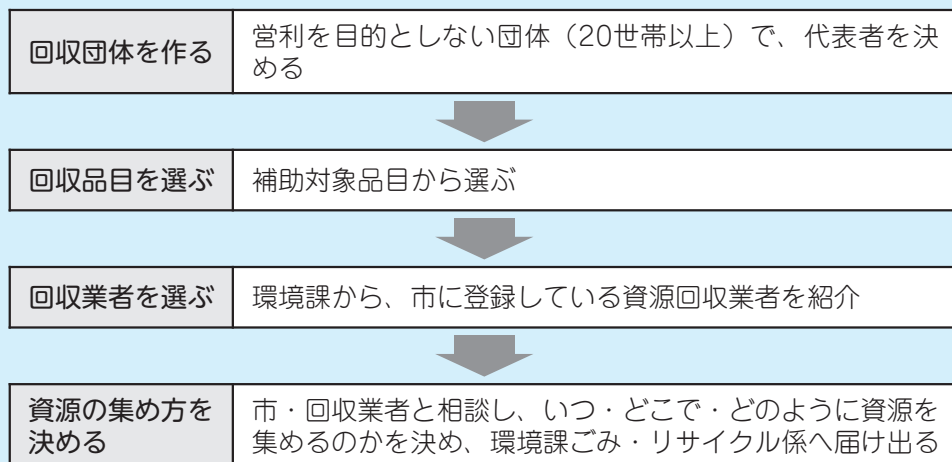 回収団体を作る
営利を目的としない団体（20世帯以上）で、代表者を決
める
回収品目を選ぶ
補助対象品目から選ぶ
回収業者を選ぶ
環境課から、市に登録している資源回収業者を紹介
資源の集め方を
決める
市・回収業者と相談し、いつ・どこで・どのように資源を
集めるのかを決め、環境課ごみ・リサイクル係へ届け出る